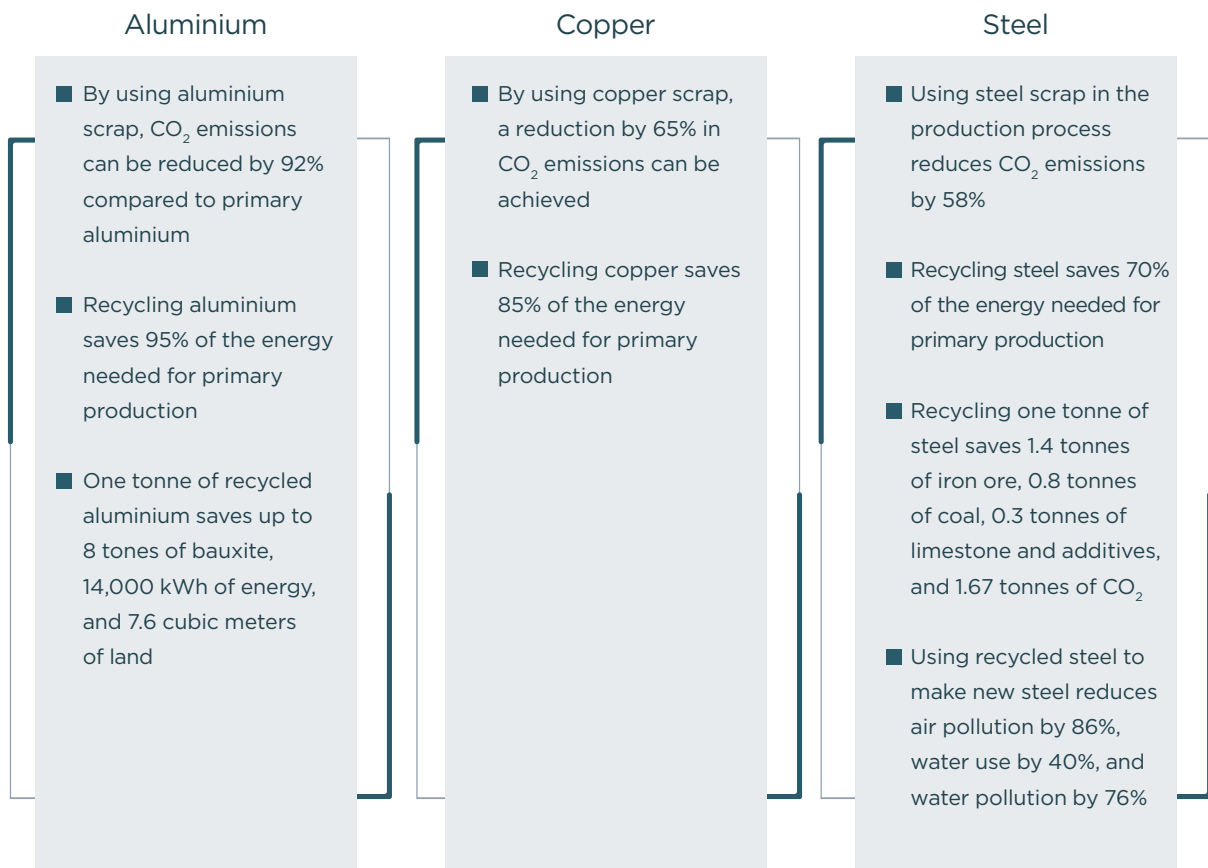 Aluminium
By using aluminium
scrap, CO2 emissions
can be reduced by 92%
compared to primary
aluminium
Recycling aluminium
saves 95% of the energy
needed for primary
production
One tonne of recycled
aluminium saves up to
8 tones of bauxite,
14,000 kWh of energy,
and 7.6 cubic meters
of land
Copper
By using copper scrap,
a reduction by 65% in
CO2 emissions can be
achieved
Recycling copper saves
85% of the energy
needed for primary
production
Steel
Using steel scrap in the
production process
reduces CO2 emissions
by 58%
Recycling steel saves 70%
of the energy needed for
primary production
Recycling one tonne of
steel saves 1.4 tonnes
of iron ore, 0.8 tonnes
of coal, 0.3 tonnes of
limestone and additives,
and 1.67 tonnes of CO2
Using recycled steel to
make new steel reduces
air pollution by 86%,
water use by 40%, and
water pollution by 76%